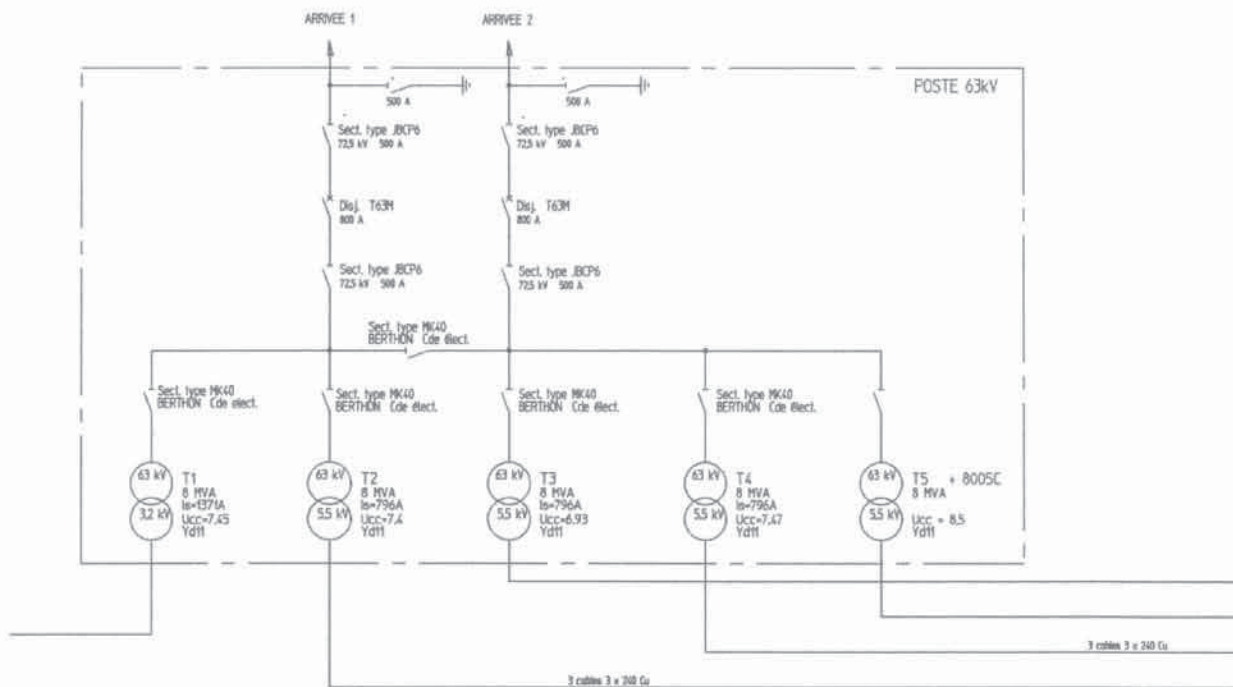 ARRIVEE 1
ARRIVEE 2
POSTE 63kV
500 A
500 A
Sect. type JBCP6
72,5 kV 500 A
Sect. type JBCP6
72,5 kV 500 A
Disj. T63M
800 A
Disj. T63M
800 A
Sect. type JBCP6
72,5 kV 500 A
Sect. type JBCP6
72,5 kV 500 A
Sect. type MK40
BERTHON Cde élect.
Sect. type MK40
BERTHON Cde élect.
Sect. type MK40
BERTHON Cde élect.
Sect. type MK40
BERTHON Cde élect.
Sect. type MK40
BERTHON Cde élect.
63 kV
3,2 kV
T1
8 MVA
Is=1371A
Ucc=7.45
Yd11
63 kV
5,5 kV
T2
8 MVA
Is=796A
Ucc=7.4
Yd11
63 kV
5,5 kV
T3
8 MVA
Is=796A
Ucc=6.93
Yd11
63 kV
5,5 kV
T4
8 MVA
Is=796A
Ucc=7.47
Yd11
63 kV
5,5 kV
T5 + 800SC
8 MVA
Ucc = 8,5
Yd11
3 cables 3 x 240 Cu
3 cables 3 x 240 Cu